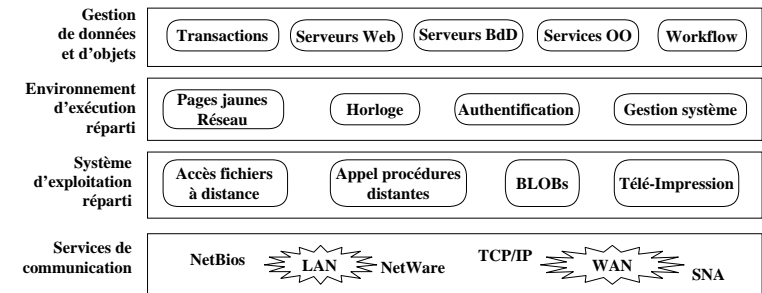 Gestion
de données
et d'objets
Transactions
Serveurs Web
Serveurs BdD
Services OO
Workflow
Environnement
d'exécution
réparti
Pages jaunes
Réseau
Horloge
Authentification
Gestion système
Système
d'exploitation
réparti
Accès fichiers
à distance
Appel procédures
distantes
BLOBs
Télé-Impression
Services de
communication
NetBios
LAN
NetWare
TCP/IP
WAN
SNA